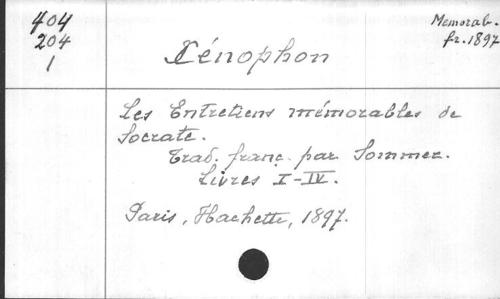 404
204
1
Memorab.
fr. 1897
Xénophon
Les Entretiens mémorables de
Socrate.
Trad. franç. par Sommer.
Livres I-IV.
Paris, Hachette, 1897.